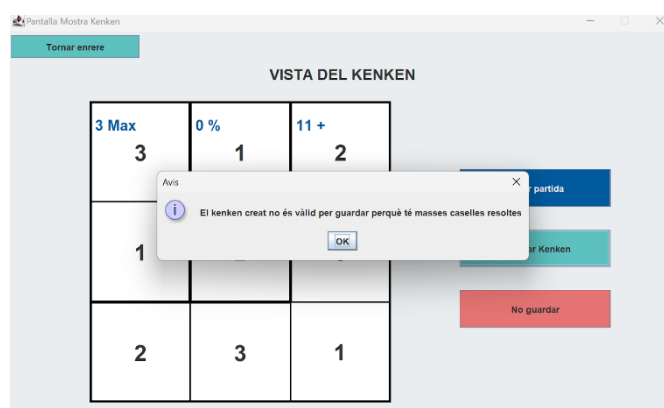 Pantalla Mostra Kenken
Tornar enrere
VISTA DEL KENKEN
3 Max 0 % 11 +
3 1 2
Avis
El kenken creat no és vàlid per guardar perquè té masses caselles resoltes
OK
partida
1
Kenken
No guardar
2 3 1